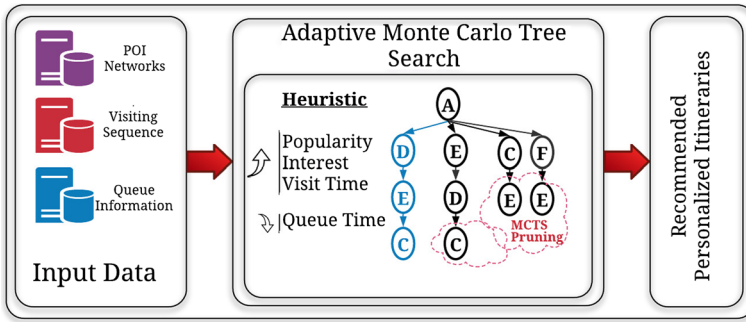 POI
Networks
Visiting
Sequence
Queue
Information
Input Data
Adaptive Monte Carlo Tree
Search
Heuristic
Popularity
Interest
Visit Time
Queue Time
A
D
E
C
F
E
D
E
E
C
C
MCTS
Pruning
Recommended
Personalized Itineraries